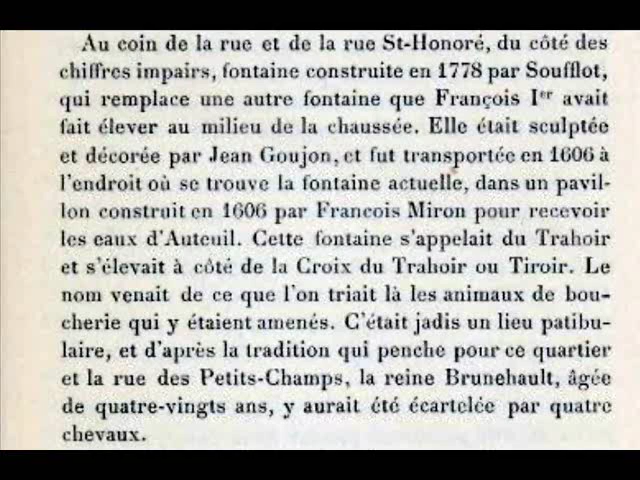 Au coin de la rue et de la rue St-Honoré, du côté des
chiffres impairs, fontaine construite en 1778 par Soufflot,
qui remplace une autre fontaine que François Ier avait
fait élever au milieu de la chaussée. Elle était sculptée
et décorée par Jean Goujon, et fut transportée en 1606 à
l'endroit où se trouve la fontaine actuelle, dans un pavil-
lon construit en 1606 par Francois Miron pour recevoir
les eaux d'Auteuil. Cette fontaine s'appelait du Trahoir
et s'élevait à côté de la Croix du Trahoir ou Tiroir. Le
nom venait de ce que l'on triait là les animaux de bou-
cherie qui y étaient amenés. C'était jadis un lieu patibu-
laire, et d'après la tradition qui penche pour ce quartier
et la rue des Petits-Champs, la reine Brunehault, âgée
de quatre-vingts ans, y aurait été écartelée par quatre
chevaux.